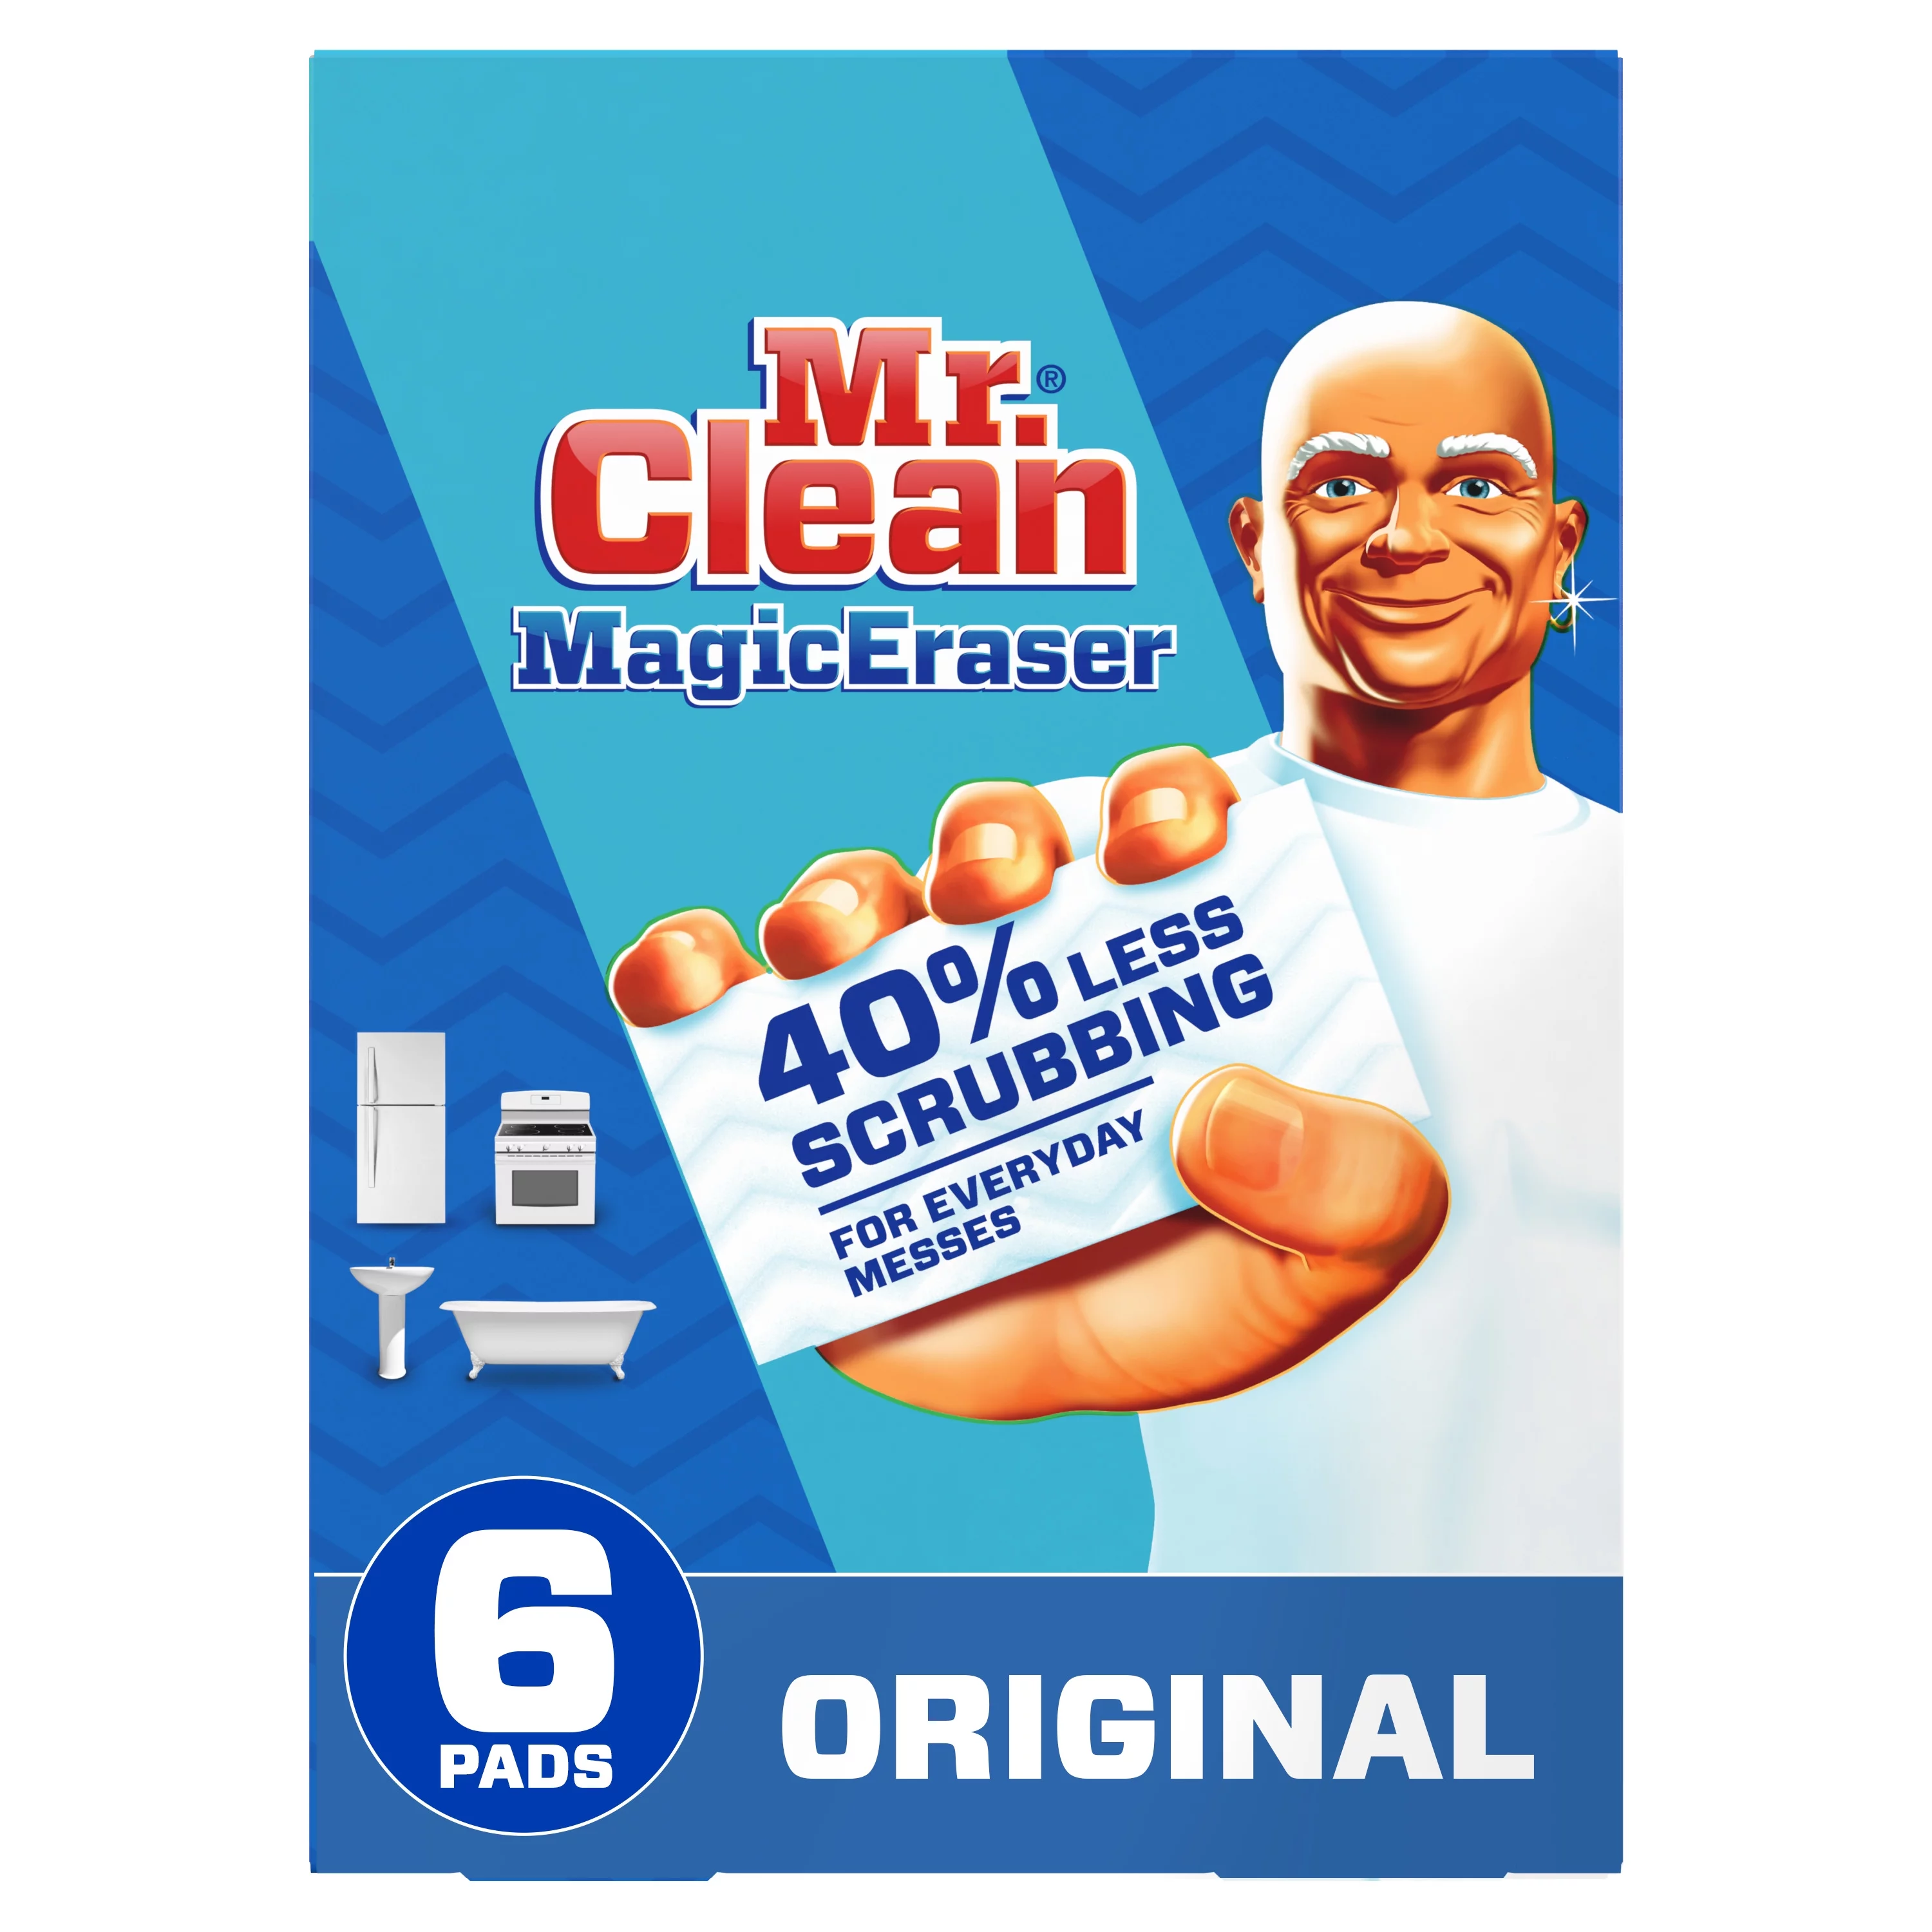 Mr.®
Clean
MagicEraser
40% LESS
SCRUBBING
FOR EVERYDAY
MESSES
6
PADS
ORIGINAL